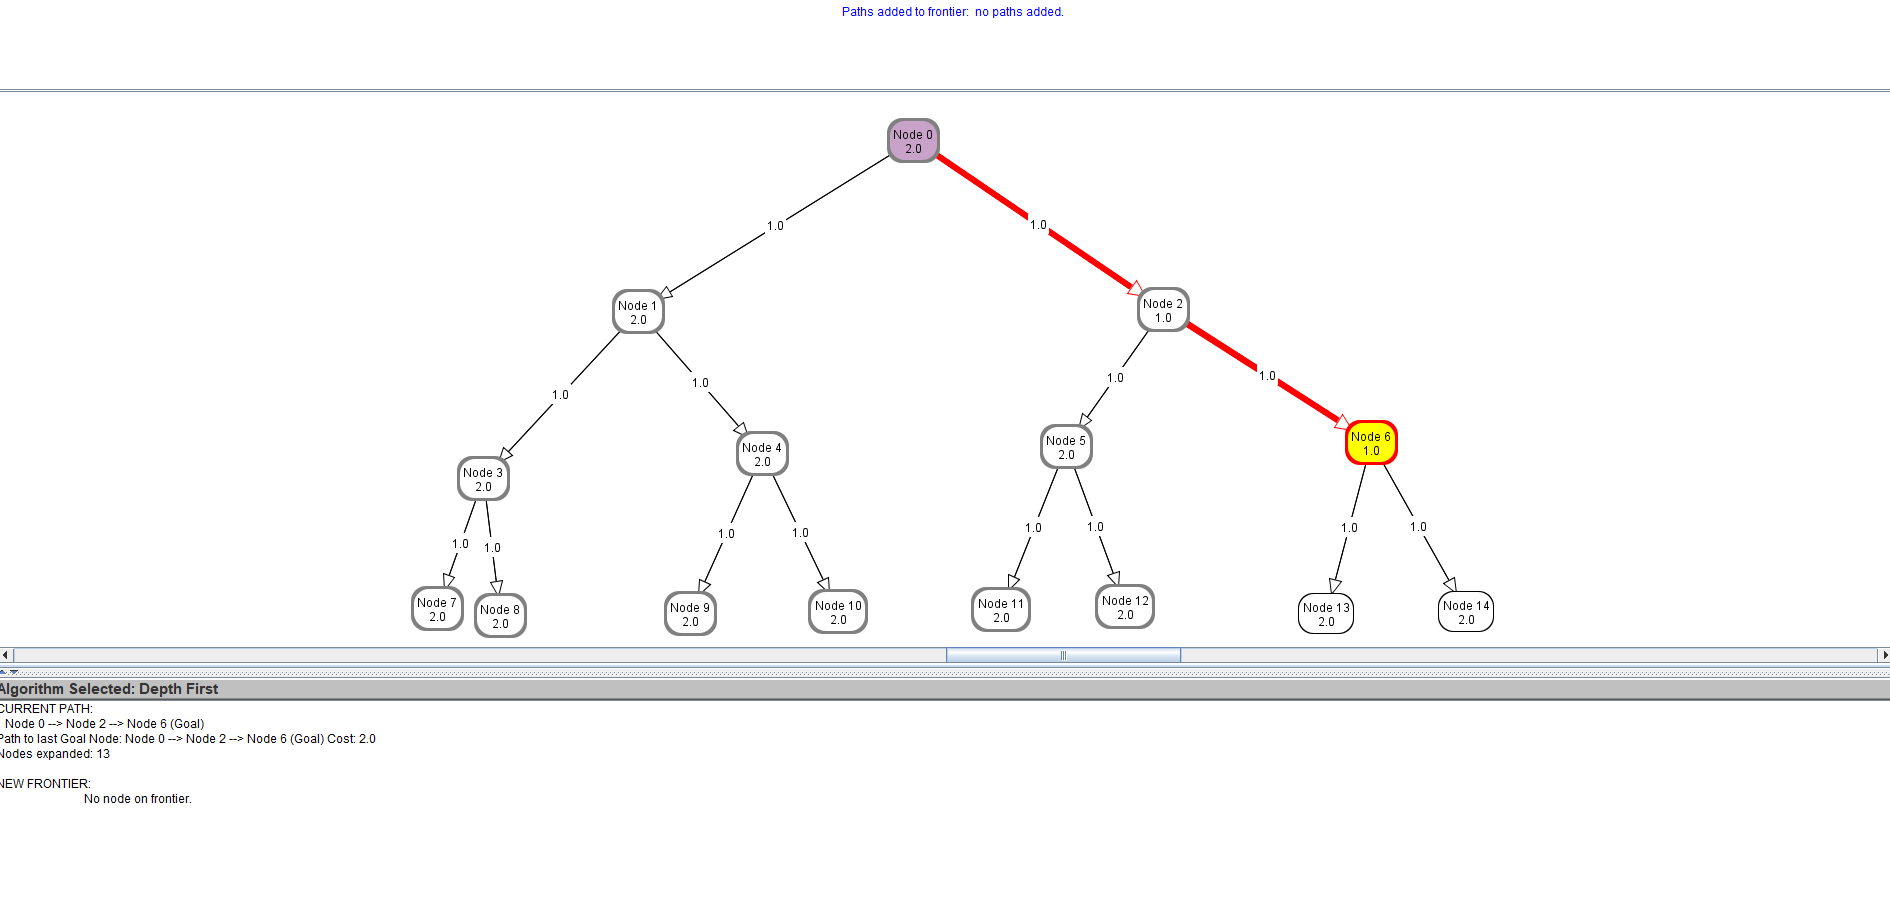 Paths added to frontier: no paths added.
Node 0
2.0
1.0
1.0
Node 1
2.0
Node 2
1.0
1.0
1.0
1.0
1.0
Node 3
2.0
Node 4
2.0
Node 5
2.0
Node 6
1.0
1.0
1.0
1.0
1.0
1.0
1.0
1.0
1.0
Node 7
2.0
Node 8
2.0
Node 9
2.0
Node 10
2.0
Node 11
2.0
Node 12
2.0
Node 13
2.0
Node 14
2.0
Algorithm Selected: Depth First
CURRENT PATH:
Node 0 --> Node 2 --> Node 6 (Goal)
Path to last Goal Node: Node 0 --> Node 2 --> Node 6 (Goal) Cost: 2.0
Nodes expanded: 13
NEW FRONTIER:
No node on frontier.